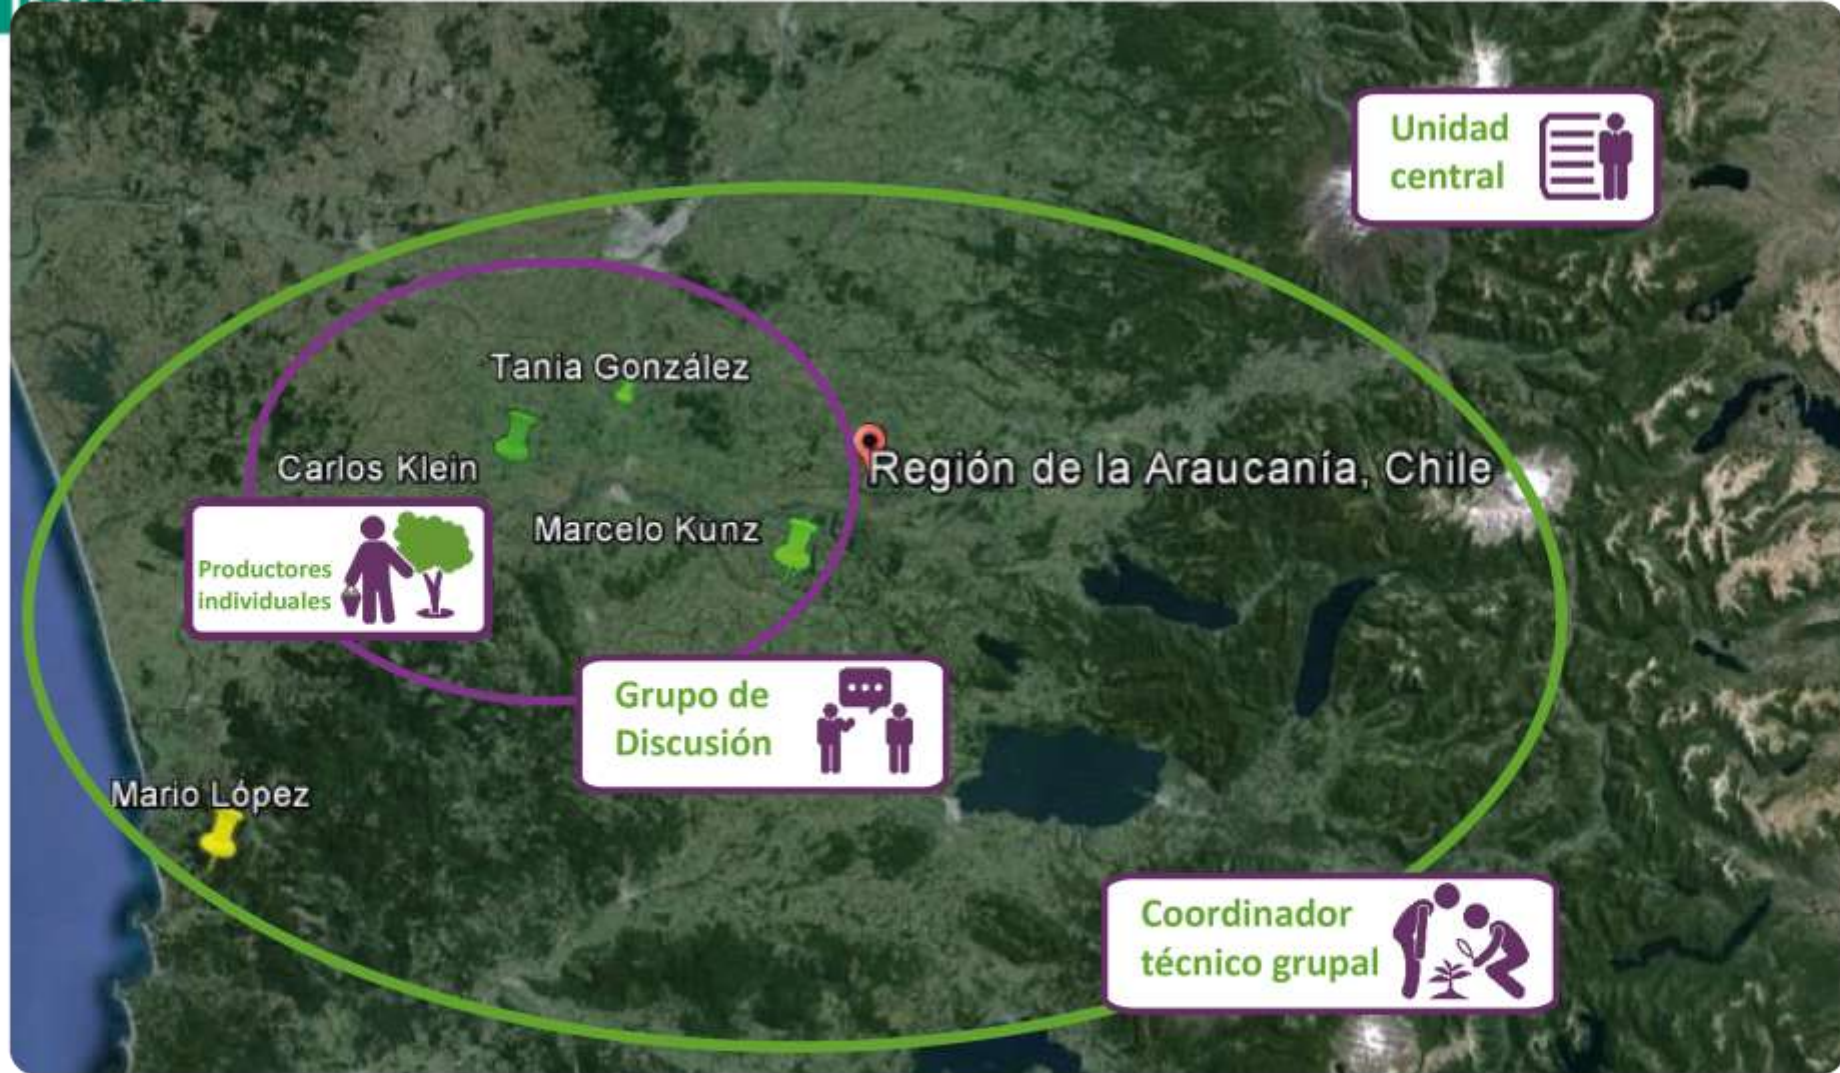 Unidad
central
Tania González
Carlos Klein
Región de la Araucanía, Chile
Marcelo Kunz
Productores
individuales
Grupo de
Discusión
Mario López
Coordinador
técnico grupal